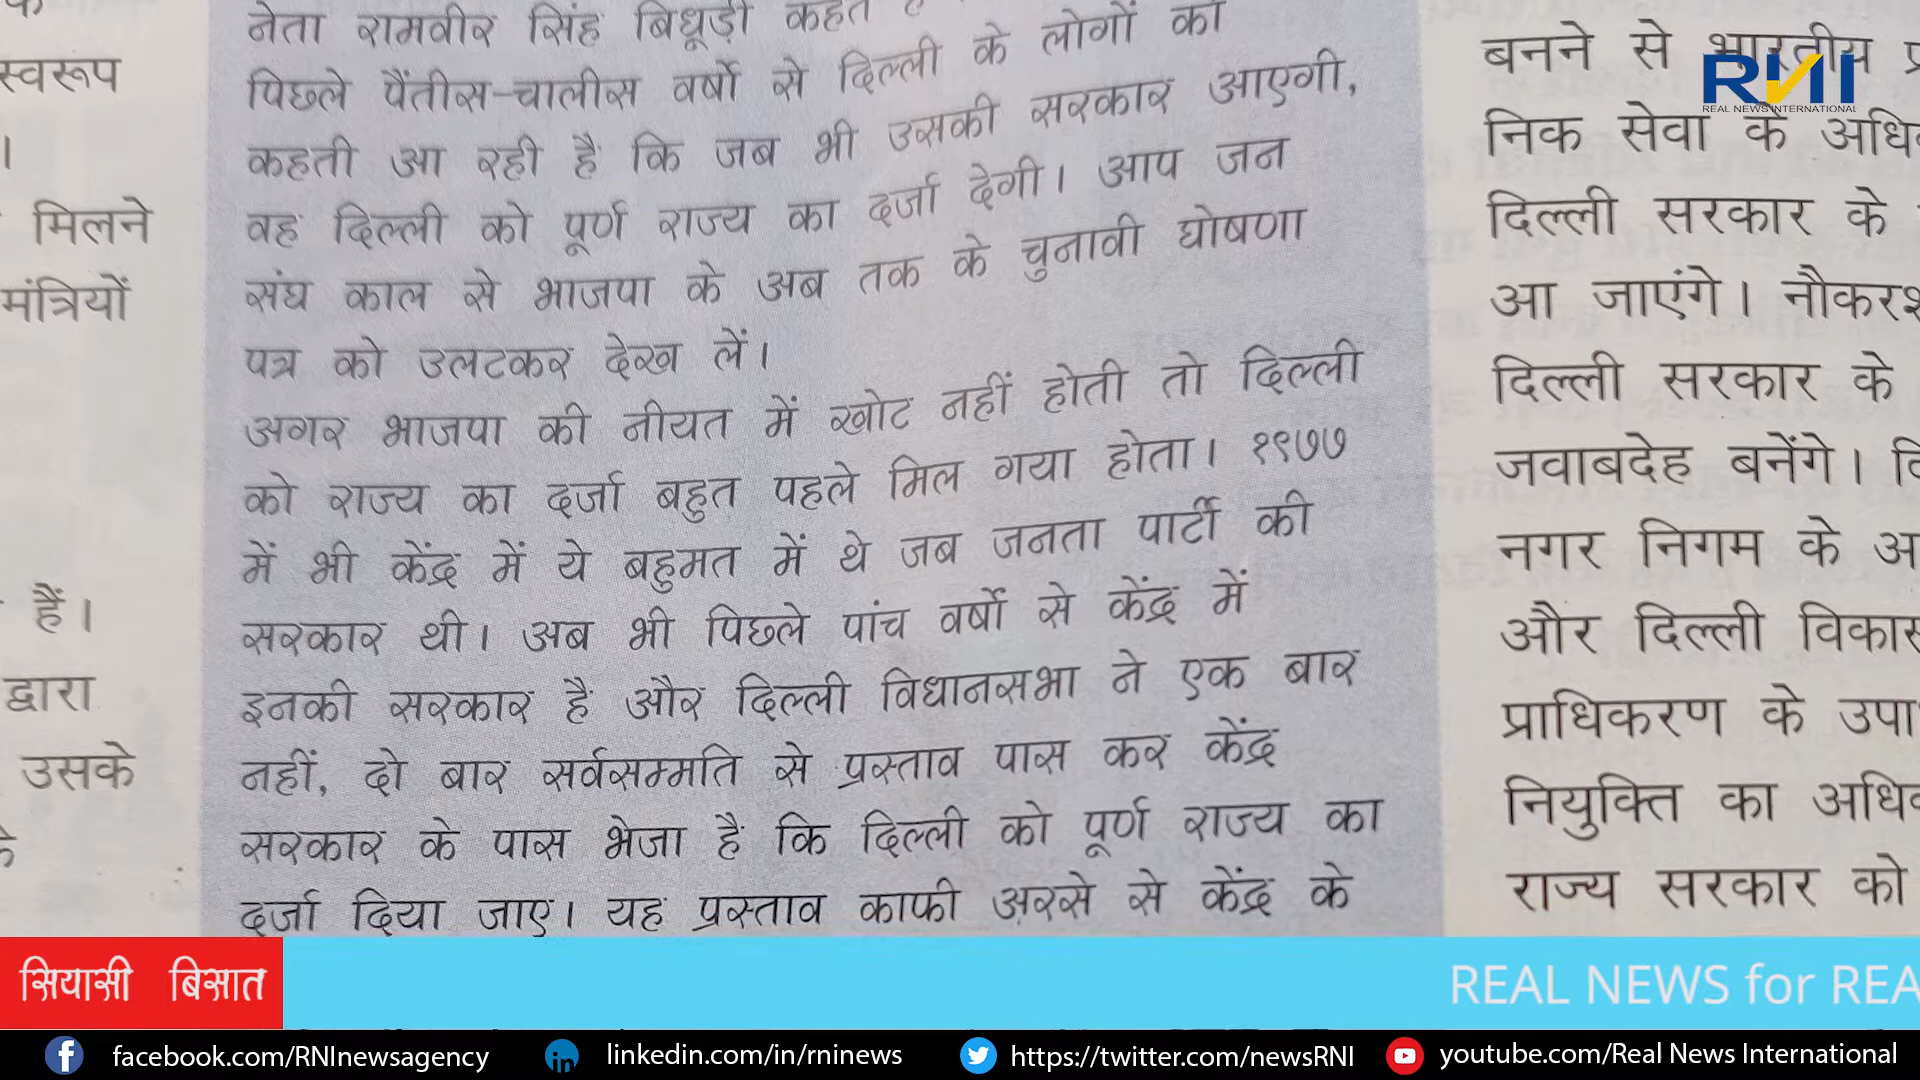 स्वरूप
।
मिलने
मंत्रियों
हैं।
द्वारा
उसके
नेता रामवीर सिंह बिधूड़ी कहते
पिछले पैंतीस-चालीस वर्षों से दिल्ली के लोगों को
कहती आ रही है कि जब भी उसकी सरकार आएगी,
वह दिल्ली को पूर्ण राज्य का दर्जा देगी। आप जन
संघ काल से भाजपा के अब तक के चुनावी घोषणा
पत्र को उलटकर देख लें।
अगर भाजपा की नीयत में खोट नहीं होती तो दिल्ली
को राज्य का दर्जा बहुत पहले मिल गया होता। १९७७
में भी केंद्र में ये बहुमत में थे जब जनता पार्टी की
सरकार थी। अब भी पिछले पांच वर्षों से केंद्र में
इनकी सरकार है और दिल्ली विधानसभा ने एक बार
नहीं, दो बार सर्वसम्मति से प्रस्ताव पास कर केंद्र
सरकार के पास भेजा है कि दिल्ली को पूर्ण राज्य का
दर्जा दिया जाए। यह प्रस्ताव काफी अरसे से केंद्र के
बनने से भारतीय
निक सेवा के
दिल्ली सरकार के
आ जाएंगे।
दिल्ली सरकार के
जवाबदेह बनेंगे।
नगर निगम के
और दिल्ली
प्राधिकरण के
नियुक्ति का
राज्य सरकार को
RNI
REAL NEWS INTERNATIONAL
सियासी बिसात
REAL NEWS for REA
facebook.com/RNInewsagency
linkedin.com/in/rninews
https://twitter.com/newsRNI
youtube.com/Real News International